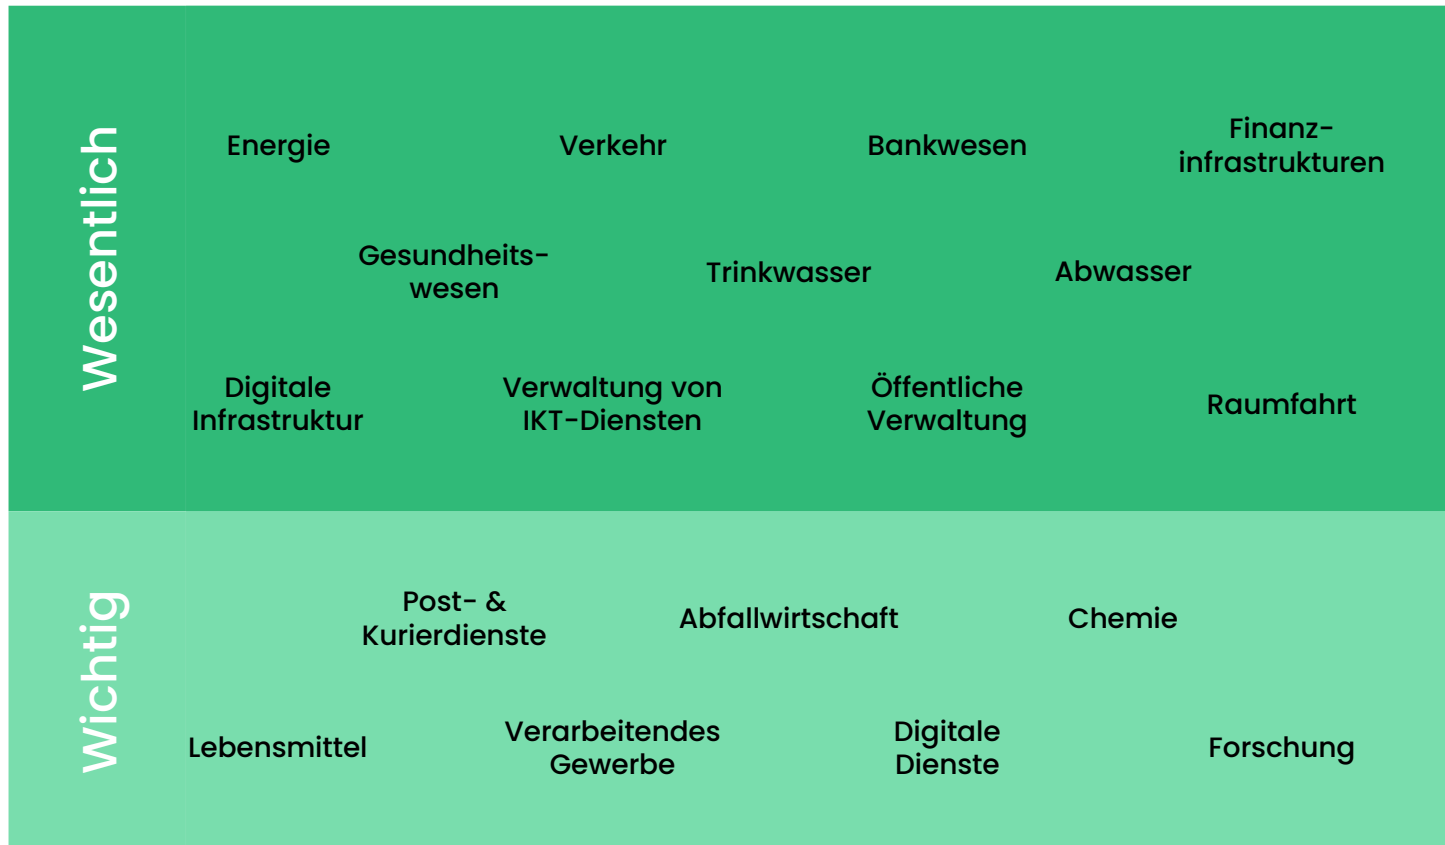 Wesentlich
Energie
Verkehr
Bankwesen
Finanz-
infrastrukturen
Gesundheits-
wesen
Trinkwasser
Abwasser
Digitale
Infrastruktur
Verwaltung von
IKT-Diensten
Öffentliche
Verwaltung
Raumfahrt
Wichtig
Post- &
Kurierdienste
Abfallwirtschaft
Chemie
Lebensmittel
Verarbeitendes
Gewerbe
Digitale
Dienste
Forschung